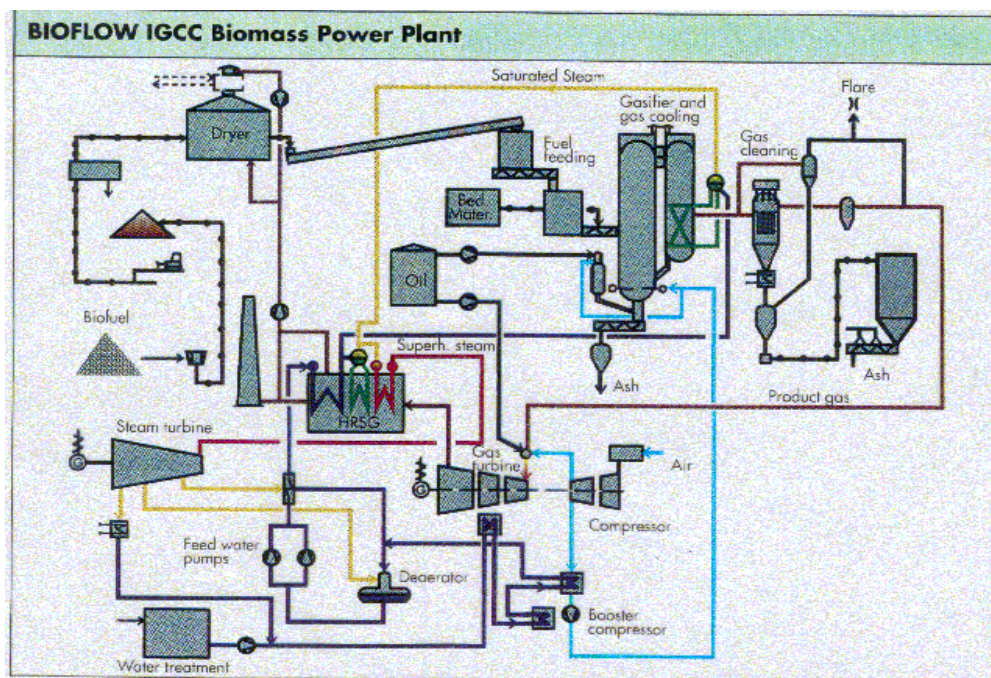 BIOFLOW IGCC Biomass Power Plant
Saturated Steam
Gasifier and
gas cooling
Flare
Gas
cleaning
Dryer
Fuel
feeding
Bed
Mater.
Oil
Biofuel
Superh. steam
Ash
Ash
Product gas
HRSG
Steam turbine
Gas
turbine
Air
G
G
Compressor
Feed water
pumps
Deaerator
Booster
compressor
Water treatment